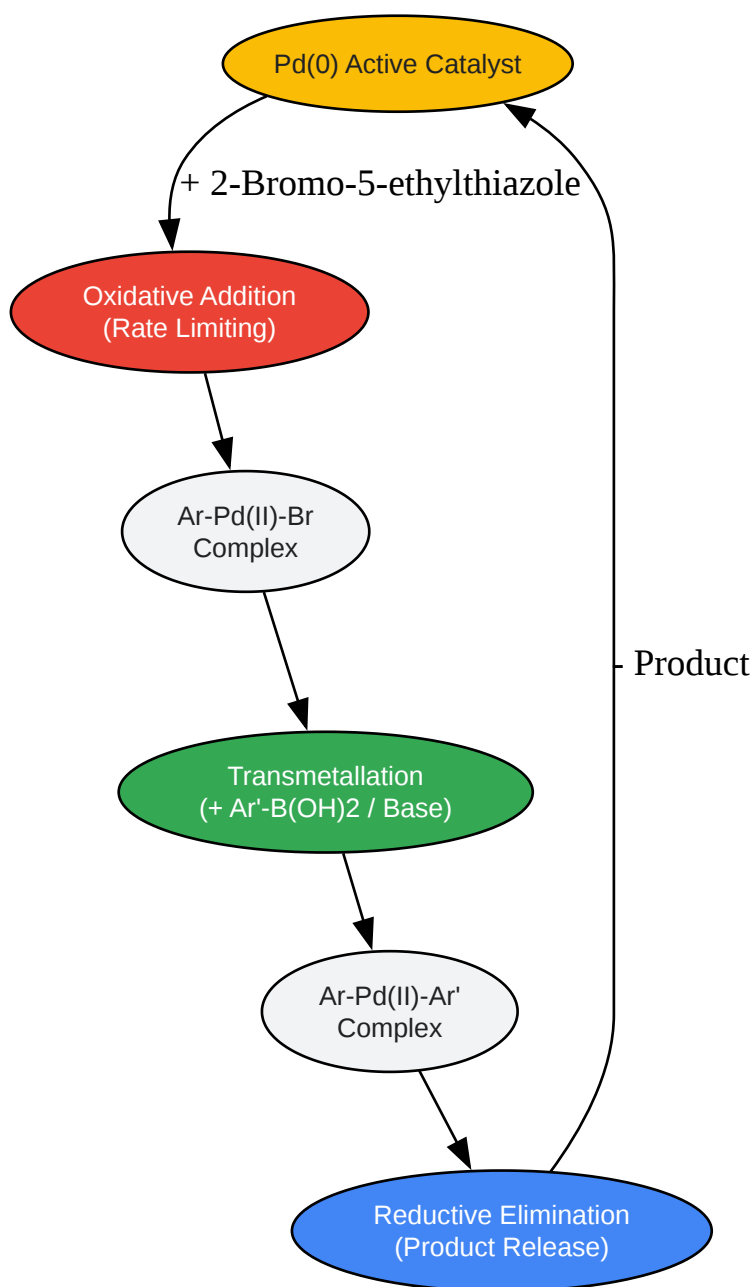 Pd(0) Active Catalyst
+ 2-Bromo-5-ethylthiazole
Oxidative Addition
(Rate Limiting)
Ar-Pd(II)-Br
Complex
- Product
Transmetallation
(+ Ar'-B(OH)2 / Base)
Ar-Pd(II)-Ar'
Complex
Reductive Elimination
(Product Release)